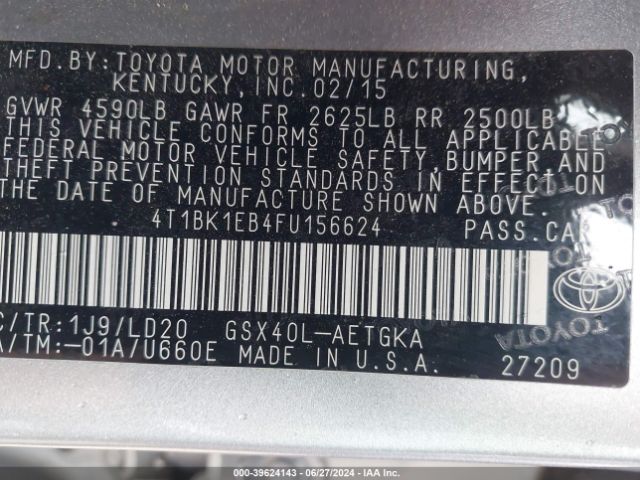 MFD.BY:TOYOTA MOTOR MANUFACTURING,
KENTUCKY, INC. 02/15
GVWR 4590LB GAWR FR 2625LB RR 2500LB
THIS VEHICLE CONFORMS TO ALL APPLICABLE
FEDERAL MOTOR VEHICLE SAFETY, BUMPER AND
THEFT PREVENTION STANDARDS IN EFFECT ON
THE DATE OF MANUFACTURE SHOWN ABOVE.
4T1BK1EB4FU156624 PASS.CAR
C/TR:1J9/LD20 GSX40L-AETGKA
A/TM:-01A/U660E MADE IN U.S.A. 27209
TOYOTA
000-39624143 - 06/27/2024 - IAA Inc.